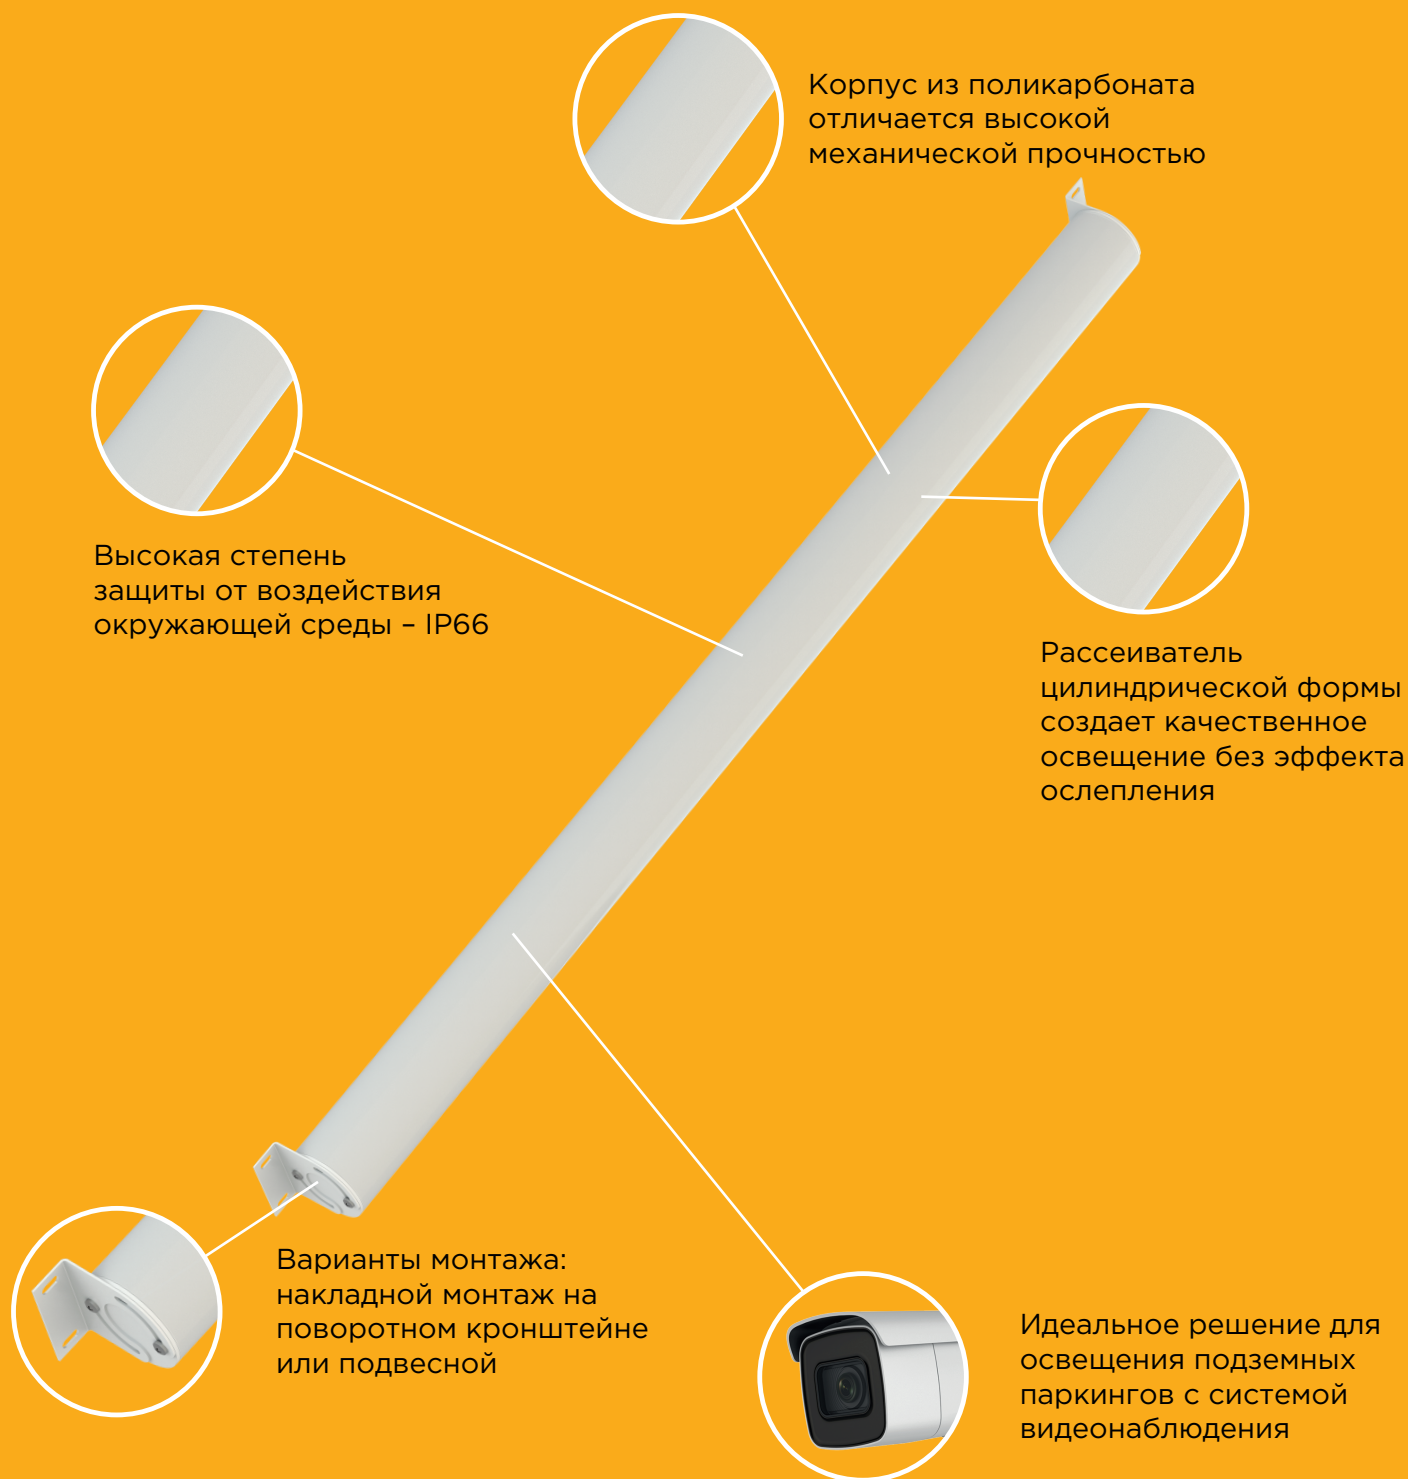 Корпус из поликарбоната
отличается высокой
механической прочностью
Высокая степень
защиты от воздействия
окружающей среды – IP66
Рассеиватель
цилиндрической формы
создает качественное
освещение без эффекта
ослепления
Варианты монтажа:
накладной монтаж на
поворотном кронштейне
или подвесной
Идеальное решение для
освещения подземных
паркингов с системой
видеонаблюдения